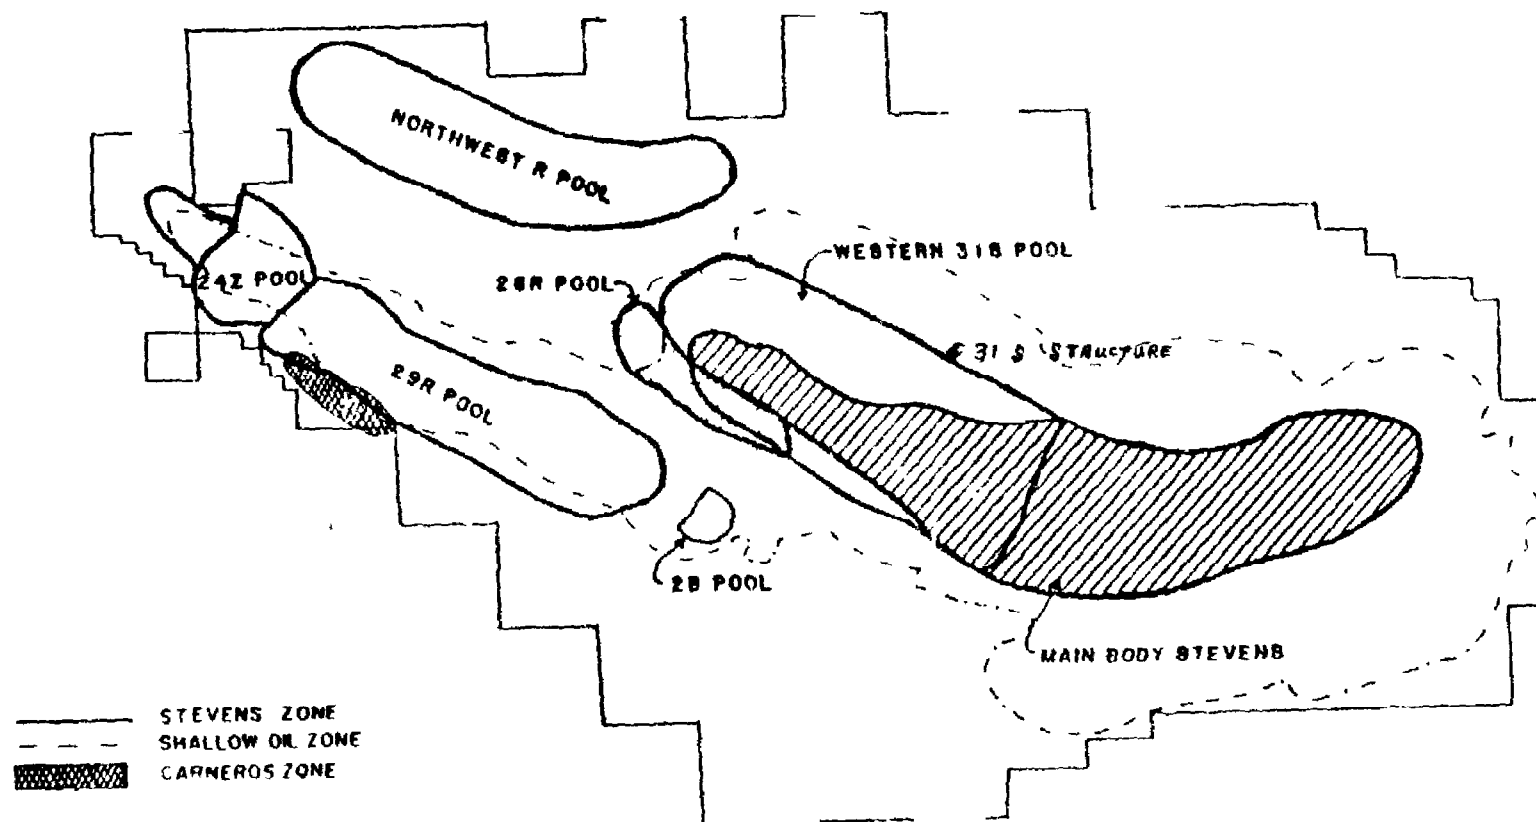 NORTHWEST R POOL
WESTERN 31S POOL
24Z POOL
26R POOL
31 S STRUCTURE
29R POOL
2B POOL
MAIN BODY STEVENS
STEVENS ZONE
SHALLOW OIL ZONE
CARNEROS ZONE